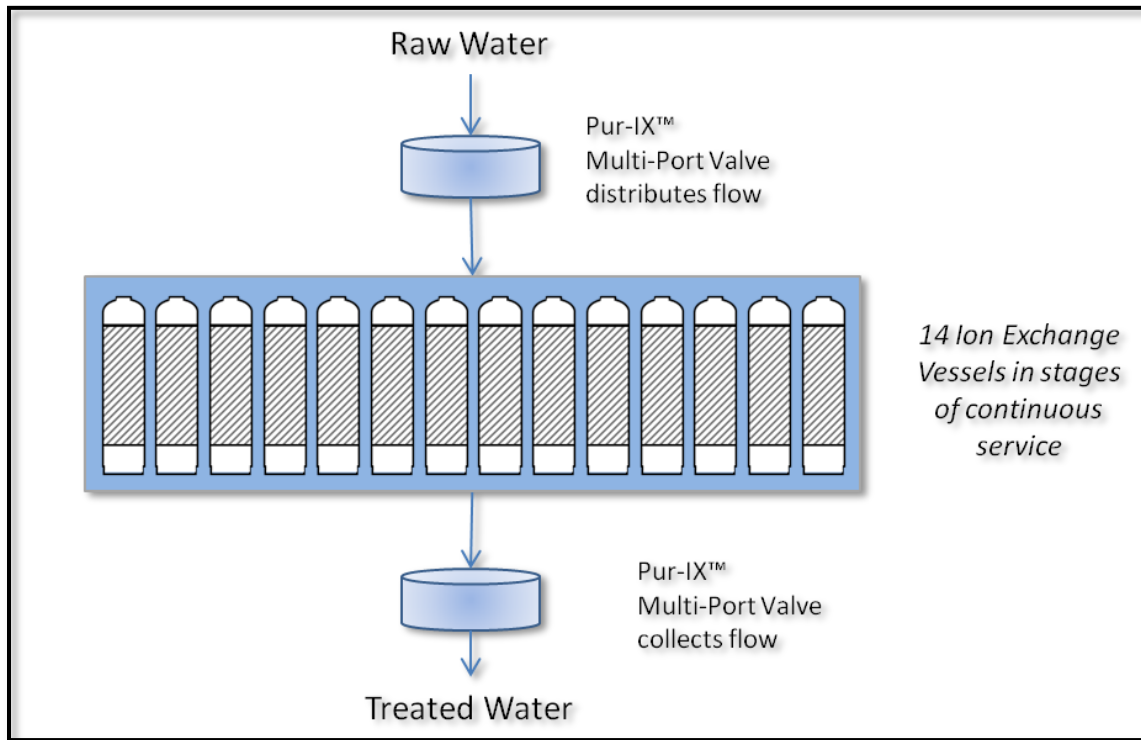 Raw Water
Pur-IX™
Multi-Port Valve
distributes flow
14 Ion Exchange
Vessels in stages
of continuous
service
Pur-IX™
Multi-Port Valve
collects flow
Treated Water